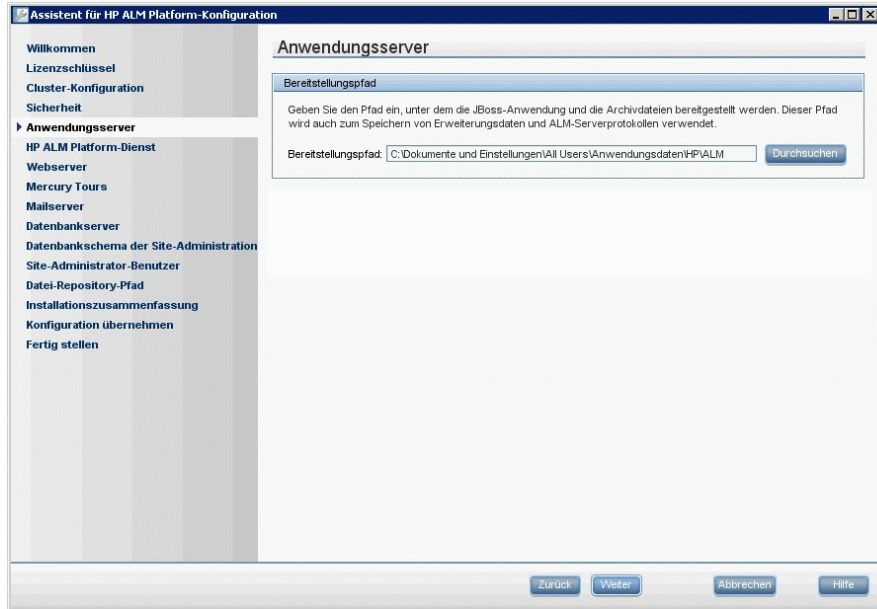 Assistent für HP ALM Platform-Konfiguration
Willkommen
Lizenzschlüssel
Cluster-Konfiguration
Sicherheit
Anwendungsserver
HP ALM Platform-Dienst
Webserver
Mercury Tours
Mailserver
Datenbankserver
Datenbankschema der Site-Administration
Site-Administrator-Benutzer
Datei-Repository-Pfad
Installationszusammenfassung
Konfiguration übernehmen
Fertig stellen
Anwendungsserver
Bereitstellungspfad
Geben Sie den Pfad ein, unter dem die JBoss-Anwendung und die Archivdateien bereitgestellt werden. Dieser Pfad
wird auch zum Speichern von Erweiterungsdaten und ALM-Serverprotokollen verwendet.
Bereitstellungspfad: C:\Dokumente und Einstellungen\All Users\Anwendungsdaten\HP\ALM Durchsuchen
Zurück Weiter Abbrechen Hilfe